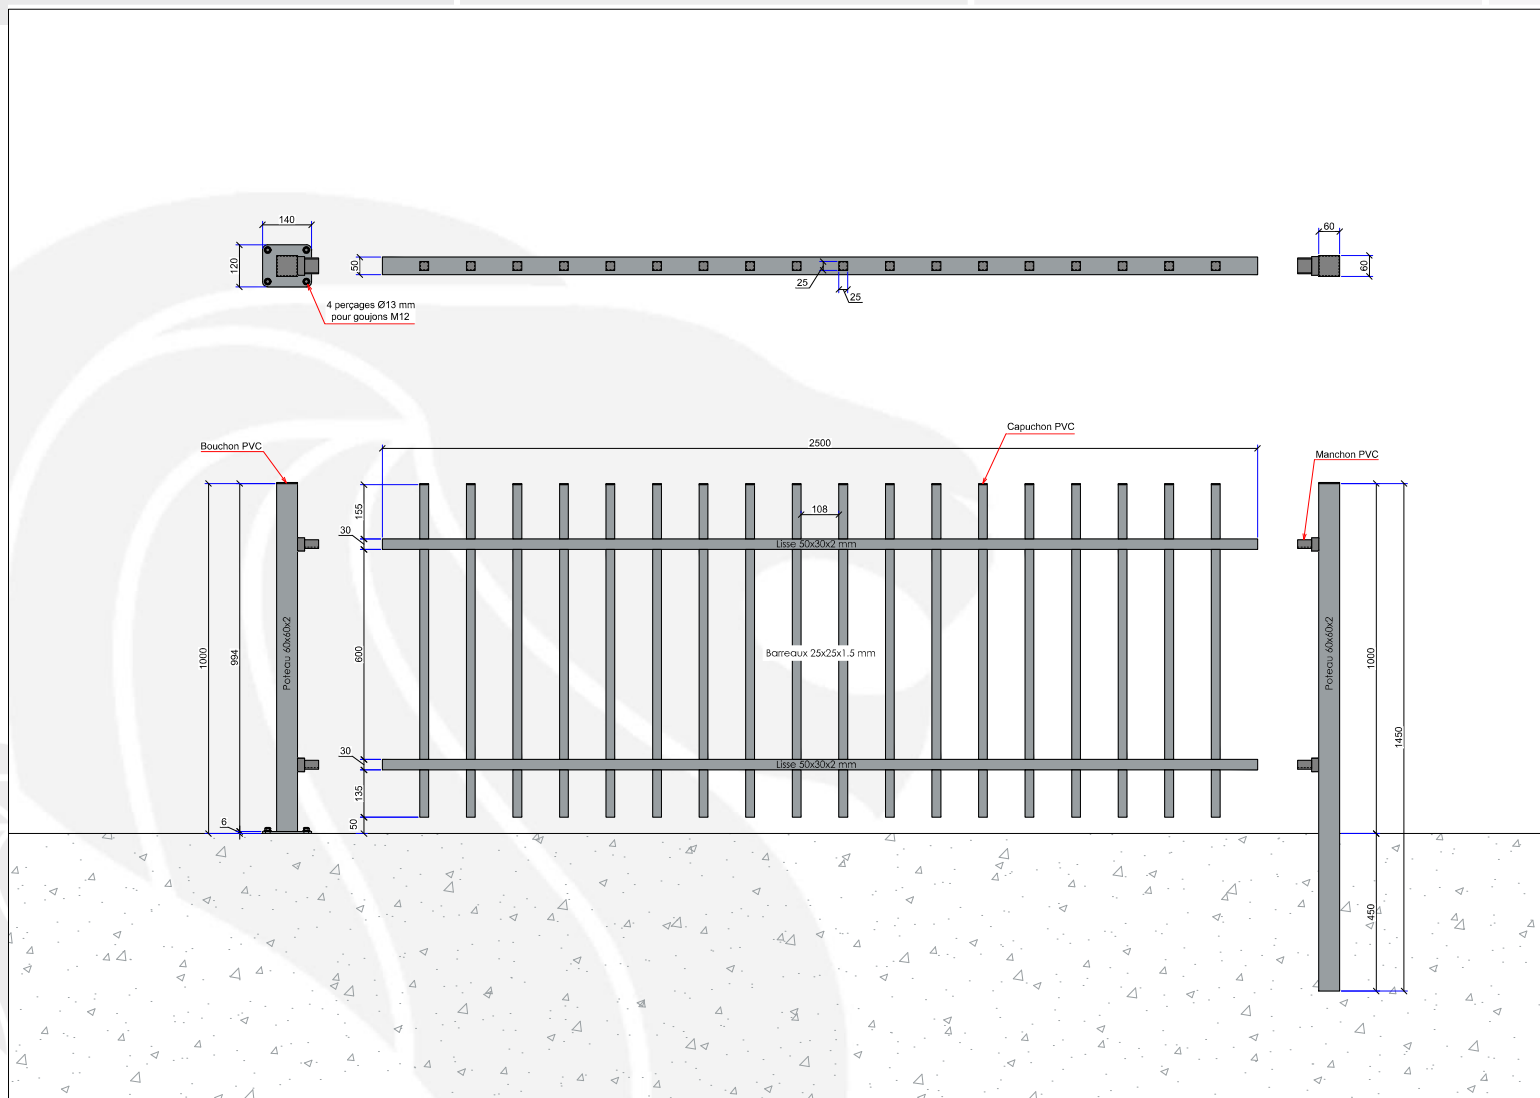 140
120
50
25
25
60
60
4 perçages Ø13 mm
pour goujons M12
Bouchon PVC
Capuchon PVC
Manchon PVC
2500
155
108
30
Lisse 50x30x2 mm
1000
994
Poteau 60x60x2
600
Barreaux 25x25x1.5 mm
Poteau 60x60x2
1000
1450
30
Lisse 50x30x2 mm
135
6
50
450